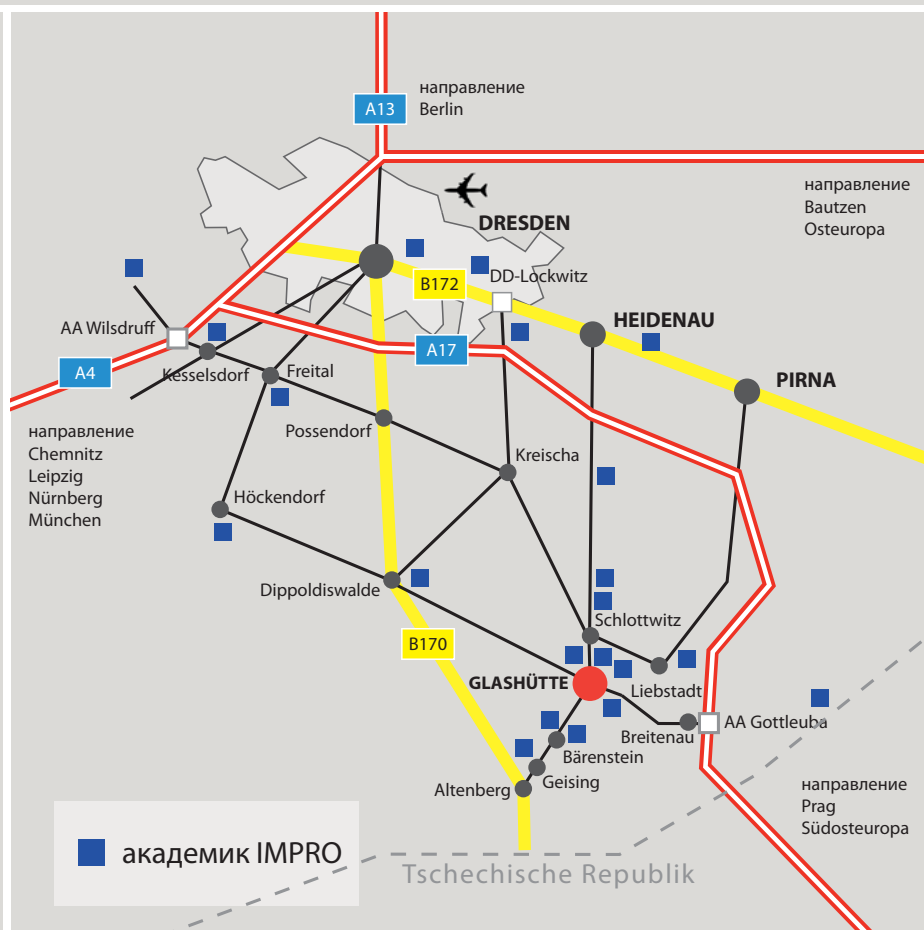 направление
Berlin
A13
направление
Bautzen
Osteuropa
DRESDEN
DD-Lockwitz
B172
HEIDENAU
AA Wilsdruff
A17
Kesselsdorf
Freital
A4
PIRNA
направление
Chemnitz
Leipzig
Nürnberg
München
Possendorf
Kreischa
Höckendorf
Dippoldiswalde
Schlottwitz
B170
GLASHÜTTE
Liebstadt
Breitenau
AA Gottleuba
Bärenstein
Geising
Altenberg
направление
Prag
Südosteuropa
академик IMPRO
Tschechische Republik